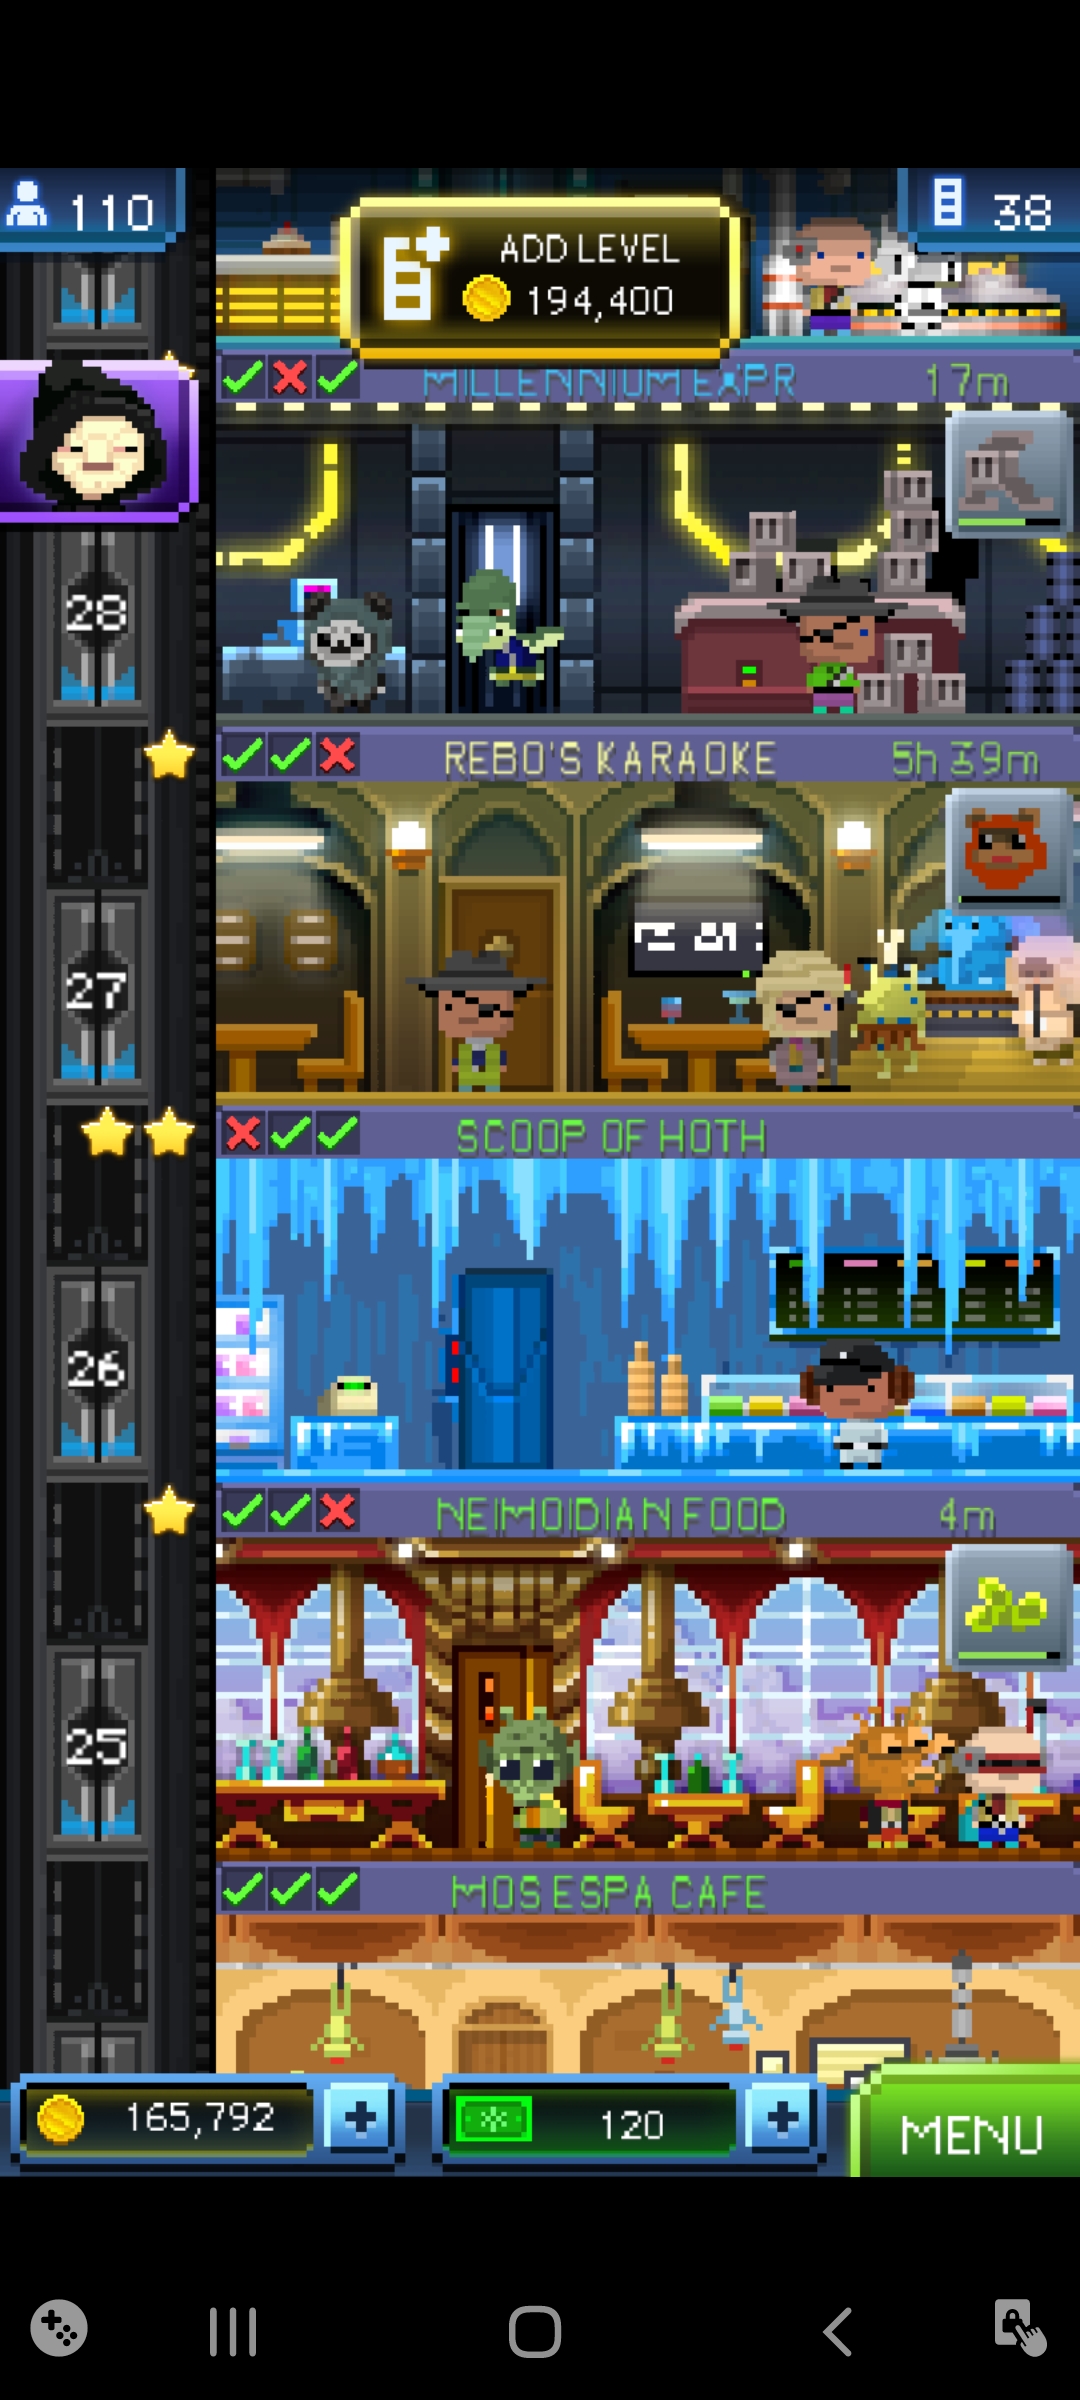 110
ADD LEVEL
194,400
38
MILLENNIUM EXPR
17m
28
REBO'S KARAOKE
5h 39m
27
SCOOP OF HOTH
26
NEIMOIDIAN FOOD
4m
25
MOS ESPA CAFE
165,792
120
MENU